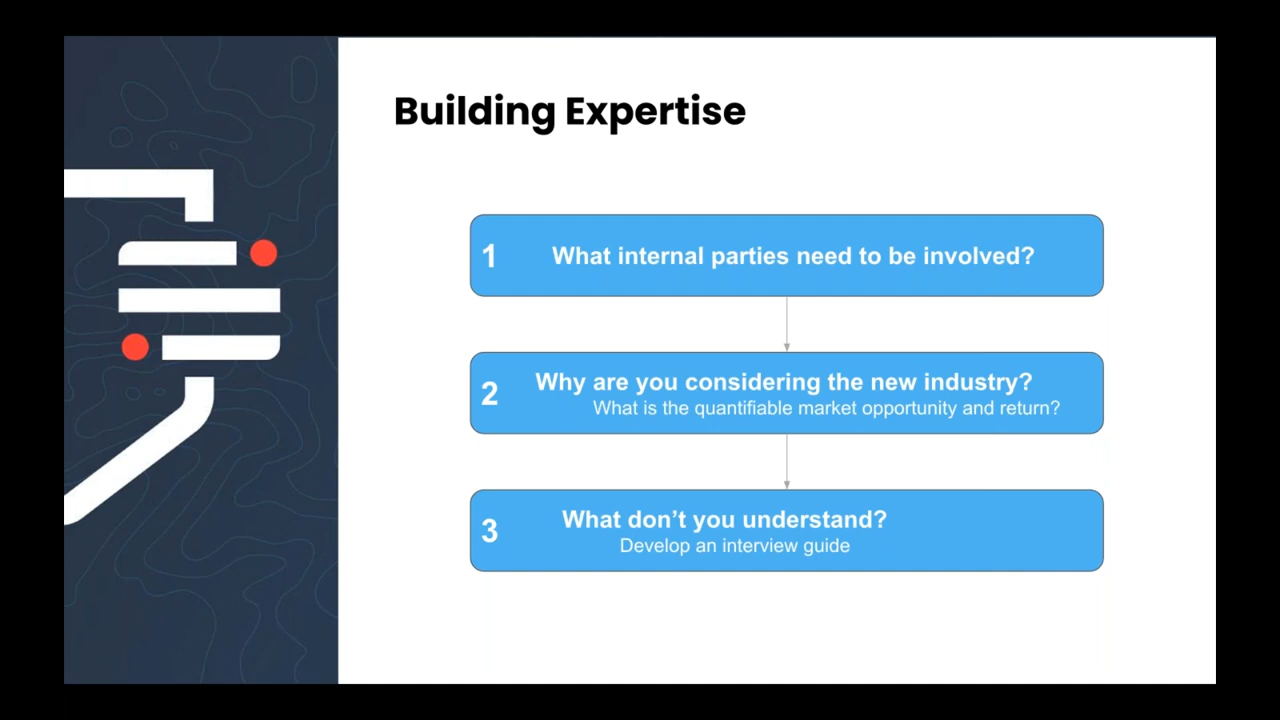 Building Expertise
1 What internal parties need to be involved?
2 Why are you considering the new industry?
What is the quantifiable market opportunity and return?
3 What don’t you understand?
Develop an interview guide